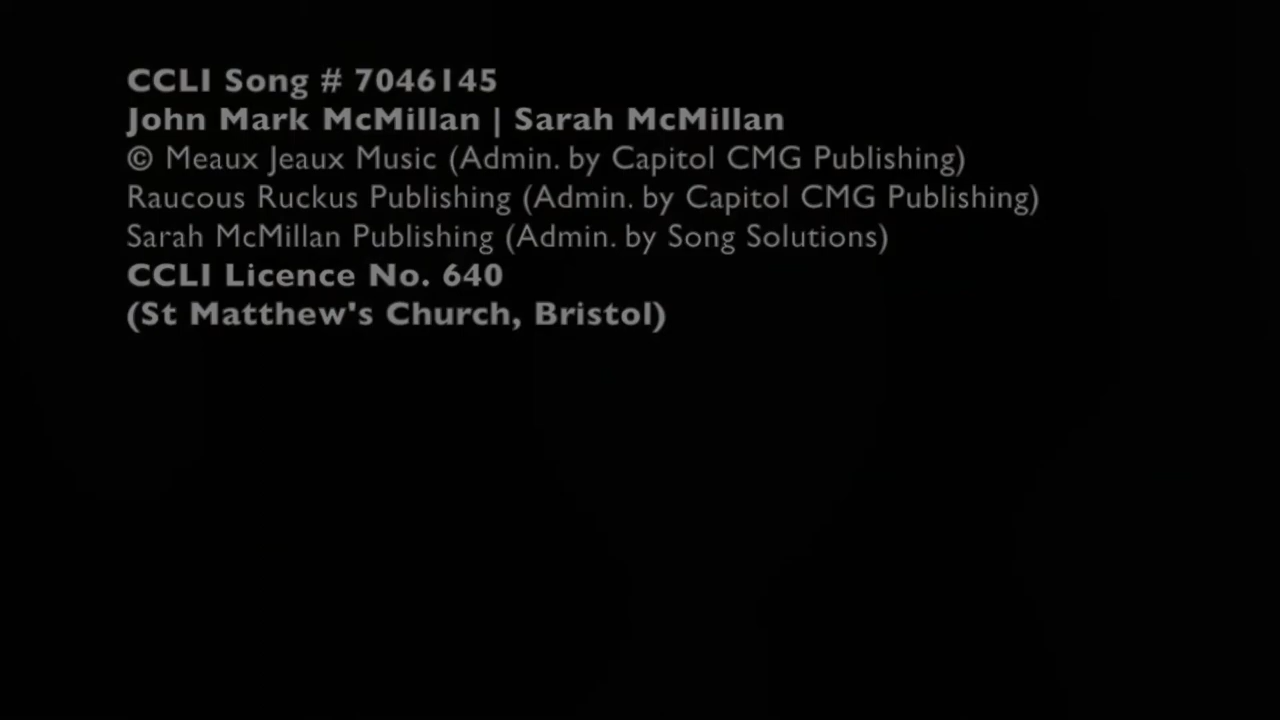 CCLI Song # 7046145
John Mark McMillan | Sarah McMillan
© Meaux Jeaux Music (Admin. by Capitol CMG Publishing)
Raucous Ruckus Publishing (Admin. by Capitol CMG Publishing)
Sarah McMillan Publishing (Admin. by Song Solutions)
CCLI Licence No. 640
(St Matthew's Church, Bristol)